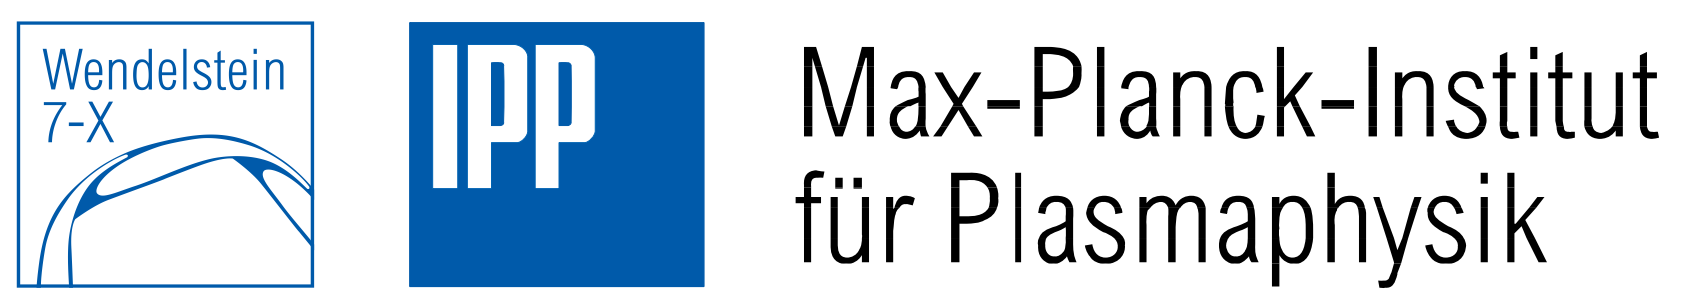 Wendelstein
7-X
IPP
Max-Planck-Institut
für Plasmaphysik